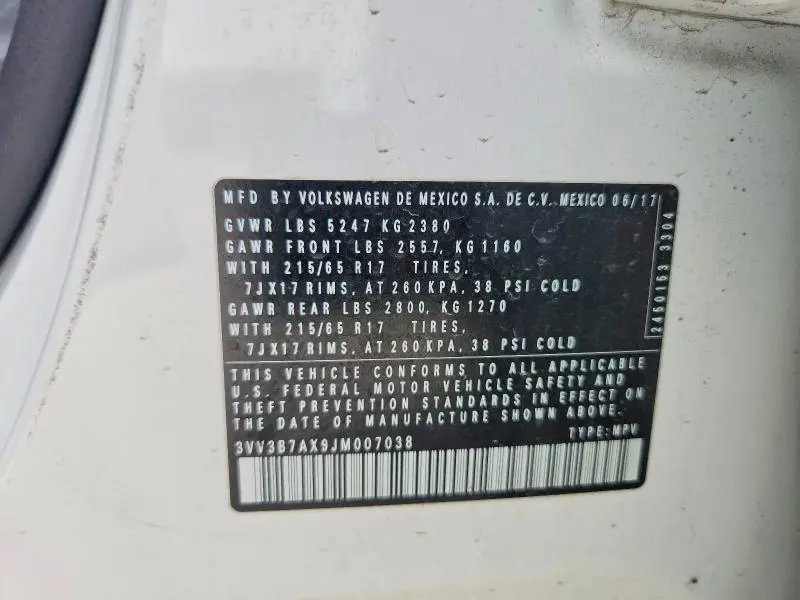 MFD BY VOLKSWAGEN DE MEXICO S.A. DE C.V. MEXICO 06/17
GVWR LBS 5247 KG 2380
GAWR FRONT LBS 2557, KG 1160
WITH 215/65 R17 TIRES,
7JX17 RIMS, AT 260 KPA, 38 PSI COLD
GAWR REAR LBS 2800, KG 1270
WITH 215/65 R17 TIRES,
7JX17 RIMS, AT 260 KPA, 38 PSI COLD
2450153 3304
THIS VEHICLE CONFORMS TO ALL APPLICABLE
U.S. FEDERAL MOTOR VEHICLE SAFETY AND
THEFT PREVENTION STANDARDS IN EFFECT ON
THE DATE OF MANUFACTURE SHOWN ABOVE.
3VV3B7AX9JM007038 TYPE: MPV